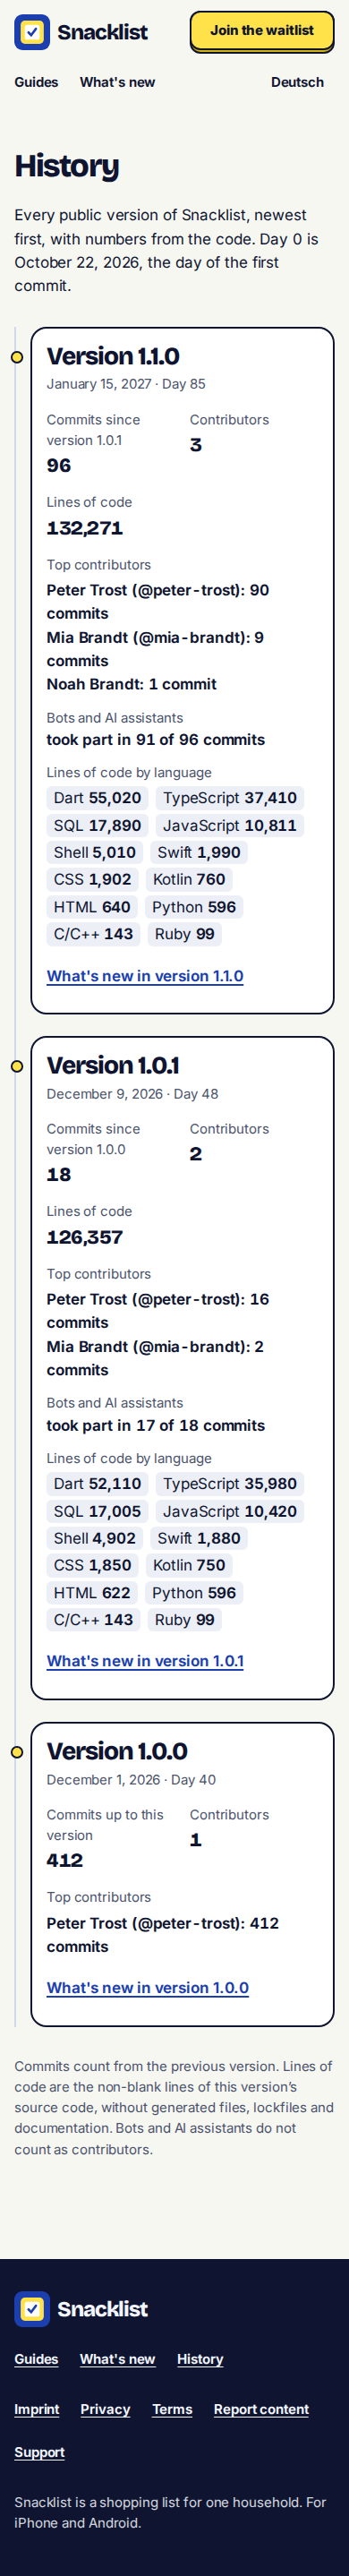 Snacklist
Join the waitlist
Guides What's new Deutsch
History
Every public version of Snacklist, newest
first, with numbers from the code. Day 0 is
October 22, 2026, the day of the first
commit.
Version 1.1.0
January 15, 2027 · Day 85
Commits since
version 1.0.1
96
Contributors
3
Lines of code
132,271
Top contributors
Peter Trost (@peter-trost): 90
commits
Mia Brandt (@mia-brandt): 9
commits
Noah Brandt: 1 commit
Bots and AI assistants
took part in 91 of 96 commits
Lines of code by language
Dart 55,020 TypeScript 37,410
SQL 17,890 JavaScript 10,811
Shell 5,010 Swift 1,990
CSS 1,902 Kotlin 760
HTML 640 Python 596
C/C++ 143 Ruby 99
What's new in version 1.1.0
Version 1.0.1
December 9, 2026 · Day 48
Commits since
version 1.0.0
18
Contributors
2
Lines of code
126,357
Top contributors
Peter Trost (@peter-trost): 16
commits
Mia Brandt (@mia-brandt): 2
commits
Bots and AI assistants
took part in 17 of 18 commits
Lines of code by language
Dart 52,110 TypeScript 35,980
SQL 17,005 JavaScript 10,420
Shell 4,902 Swift 1,880
CSS 1,850 Kotlin 750
HTML 622 Python 596
C/C++ 143 Ruby 99
What's new in version 1.0.1
Version 1.0.0
December 1, 2026 · Day 40
Commits up to this
version
412
Contributors
1
Top contributors
Peter Trost (@peter-trost): 412
commits
What's new in version 1.0.0
Commits count from the previous version. Lines of
code are the non-blank lines of this version’s
source code, without generated files, lockfiles and
documentation. Bots and AI assistants do not
count as contributors.
Snacklist
Guides What's new History
Imprint Privacy Terms Report content
Support
Snacklist is a shopping list for one household. For
iPhone and Android.